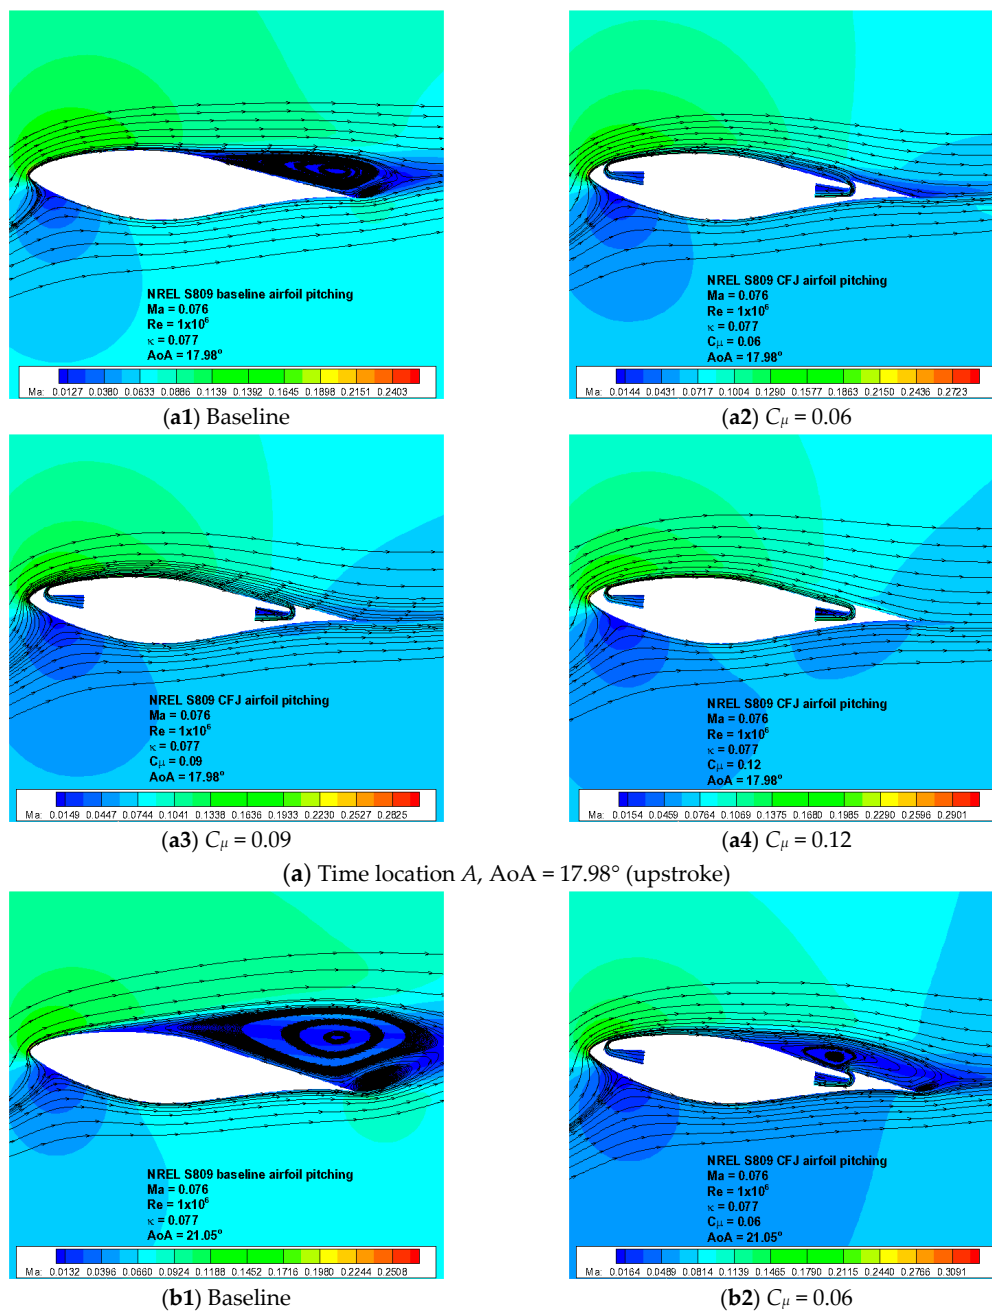 NREL S809 baseline airfoil pitching
Ma = 0.076
Re = 1x10⁶
κ = 0.077
AoA = 17.98°
Ma: 0.0127 0.0380 0.0633 0.0886 0.1139 0.1392 0.1645 0.1898 0.2151 0.2403
(a1) Baseline
NREL S809 CFJ airfoil pitching
Ma = 0.076
Re = 1x10⁶
κ = 0.077
Cμ = 0.06
AoA = 17.98°
Ma: 0.0144 0.0431 0.0717 0.1004 0.1290 0.1577 0.1863 0.2150 0.2436 0.2723
(a2) Cμ = 0.06
NREL S809 CFJ airfoil pitching
Ma = 0.076
Re = 1x10⁶
κ = 0.077
Cμ = 0.09
AoA = 17.98°
Ma: 0.0149 0.0447 0.0744 0.1041 0.1338 0.1636 0.1933 0.2230 0.2527 0.2825
(a3) Cμ = 0.09
NREL S809 CFJ airfoil pitching
Ma = 0.076
Re = 1x10⁶
κ = 0.077
Cμ = 0.12
AoA = 17.98°
Ma: 0.0154 0.0459 0.0764 0.1069 0.1375 0.1680 0.1985 0.2290 0.2596 0.2901
(a4) Cμ = 0.12
(a) Time location A, AoA = 17.98° (upstroke)
NREL S809 baseline airfoil pitching
Ma = 0.076
Re = 1x10⁶
κ = 0.077
AoA = 21.05°
Ma: 0.0132 0.0396 0.0660 0.0924 0.1188 0.1452 0.1716 0.1980 0.2244 0.2508
(b1) Baseline
NREL S809 CFJ airfoil pitching
Ma = 0.076
Re = 1x10⁶
κ = 0.077
Cμ = 0.06
AoA = 21.05°
Ma: 0.0164 0.0489 0.0814 0.1139 0.1465 0.1790 0.2115 0.2440 0.2766 0.3091
(b2) Cμ = 0.06